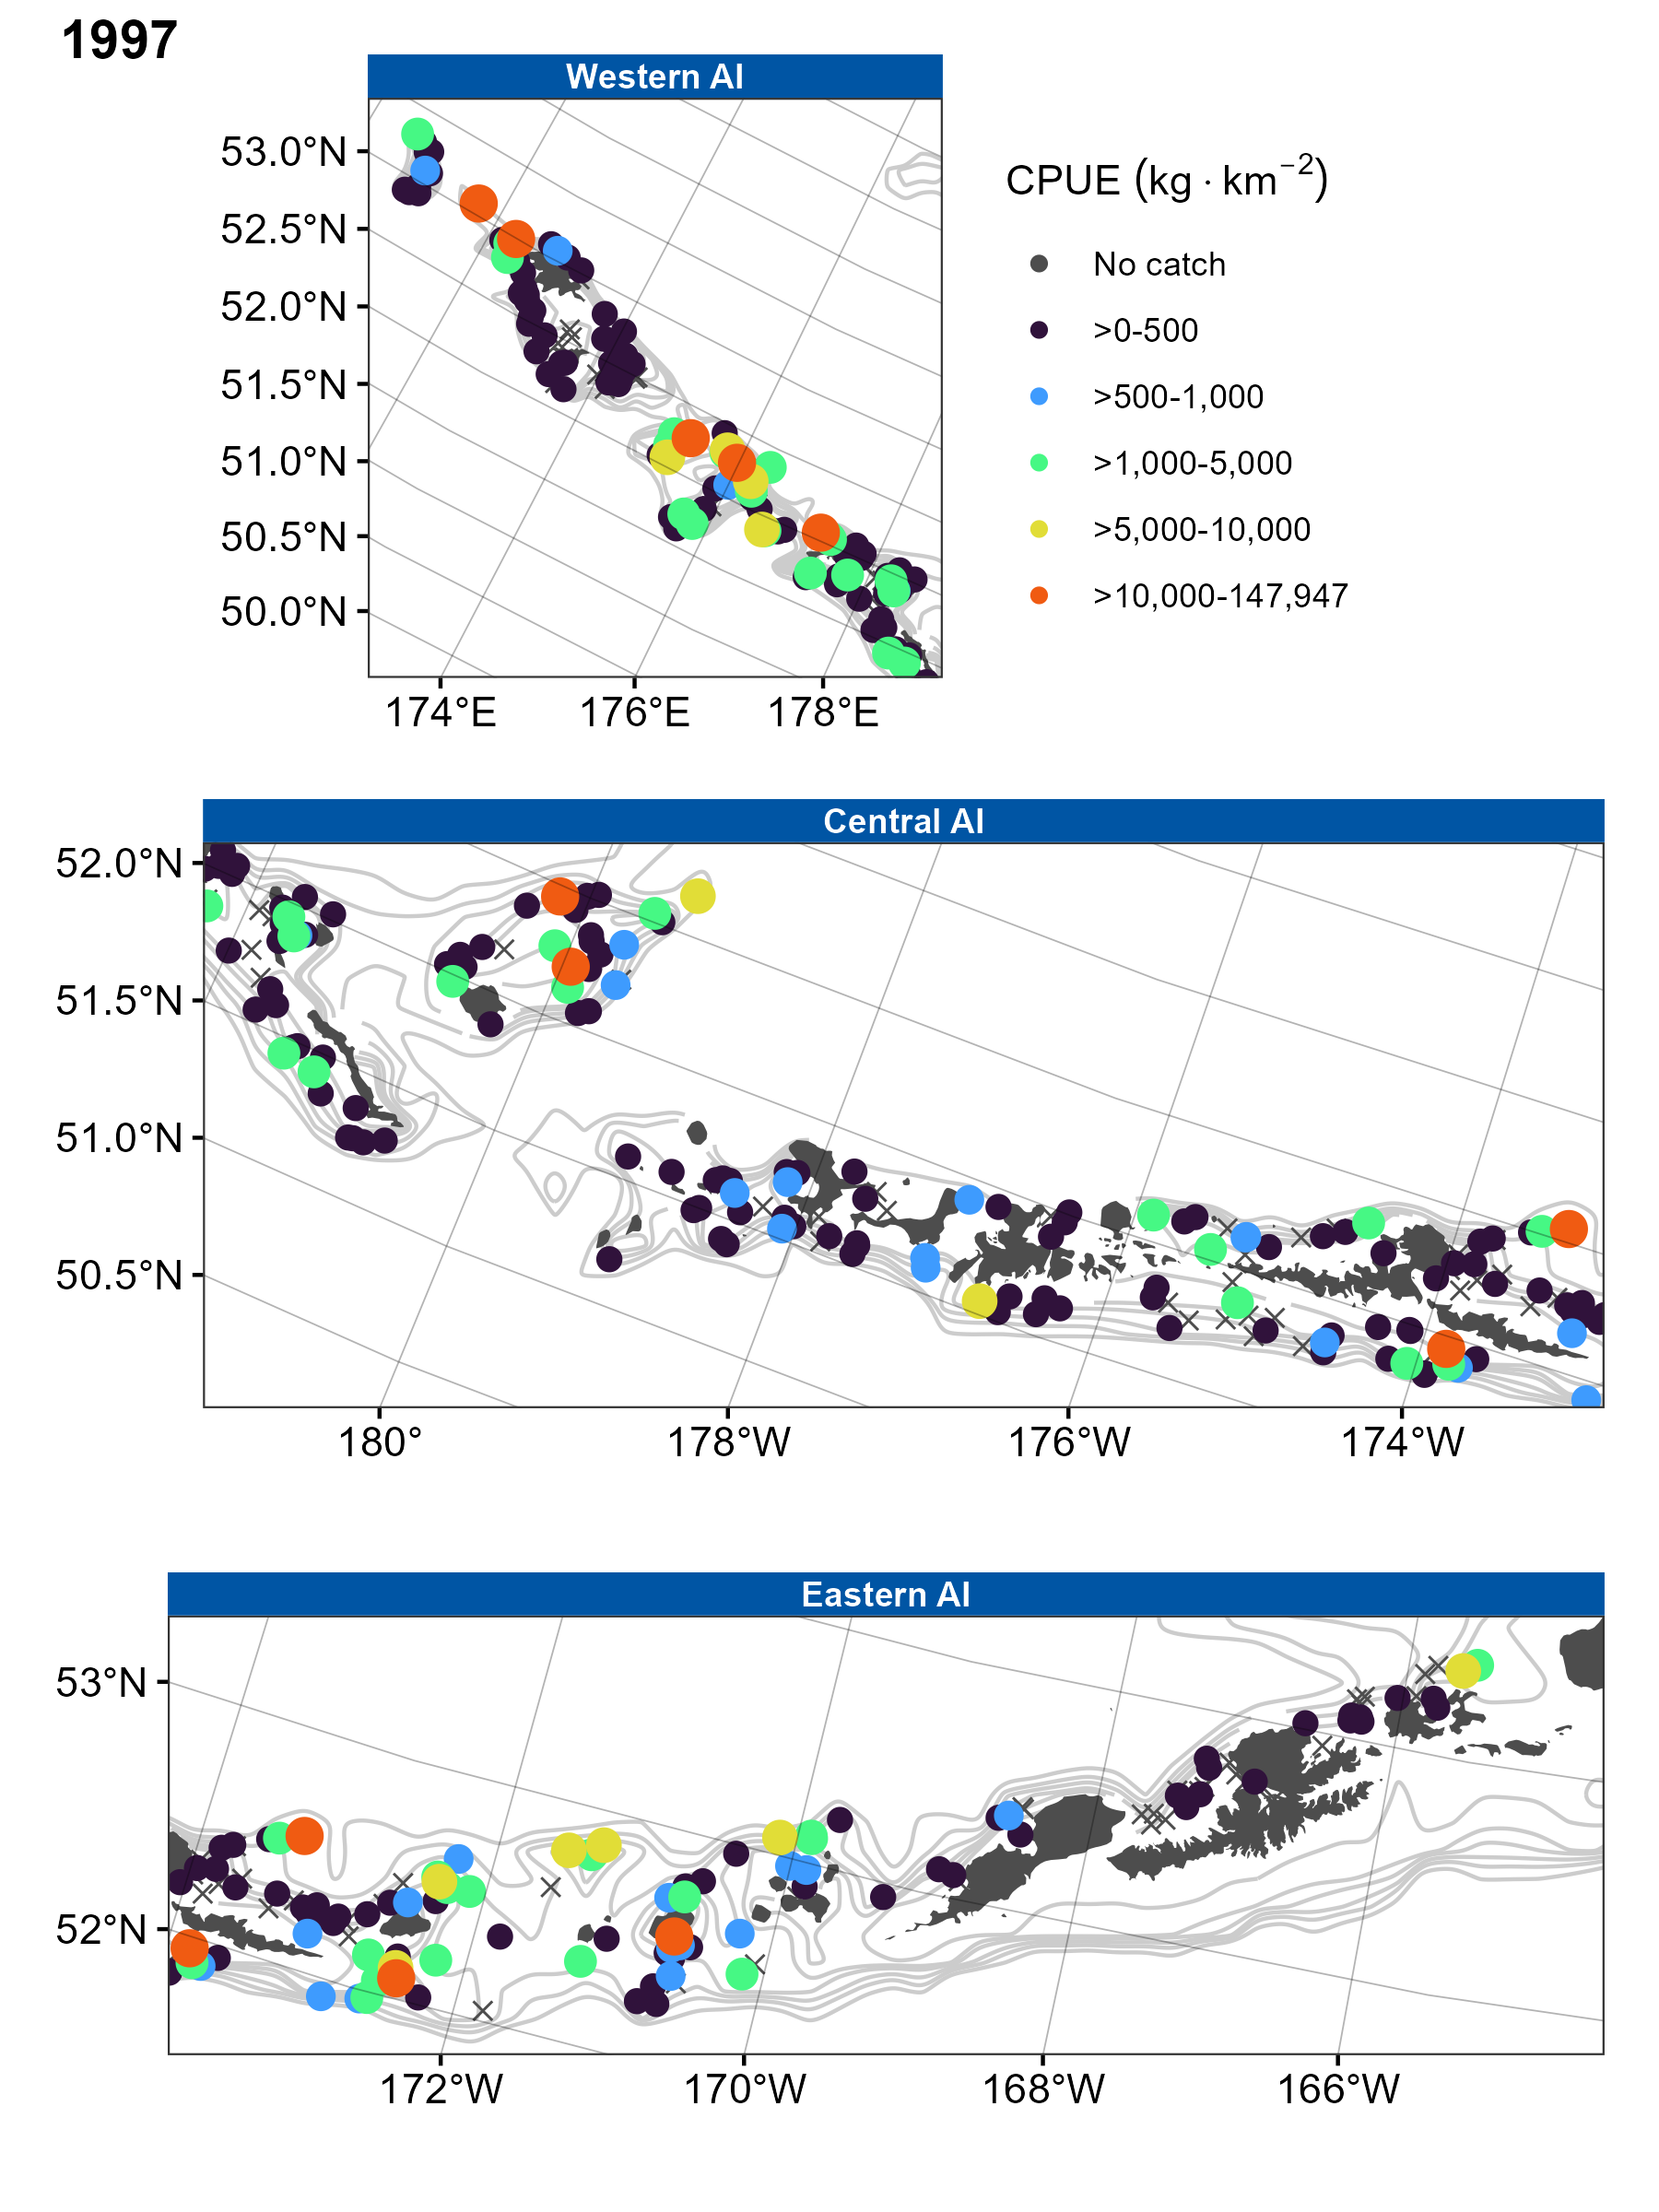 1997
Western AI
53.0°N
52.5°N
52.0°N
51.5°N
51.0°N
50.5°N
50.0°N
174°E 176°E 178°E
CPUE (kg · km⁻²)
No catch
>0-500
>500-1,000
>1,000-5,000
>5,000-10,000
>10,000-147,947
Central AI
52.0°N
51.5°N
51.0°N
50.5°N
180° 178°W 176°W 174°W
Eastern AI
53°N
52°N
172°W 170°W 168°W 166°W